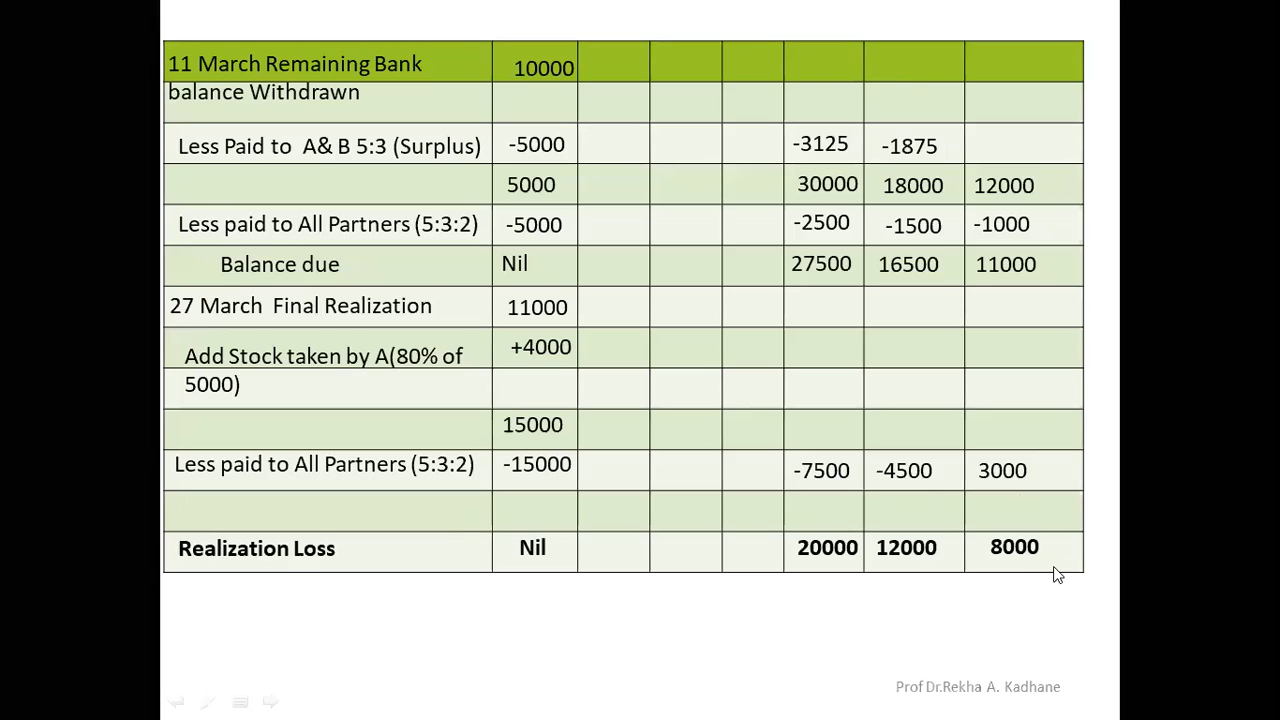 11 March Remaining Bank 10000
balance Withdrawn
Less Paid to A& B 5:3 (Surplus) -5000 -3125 -1875
5000 30000 18000 12000
Less paid to All Partners (5:3:2) -5000 -2500 -1500 -1000
Balance due Nil 27500 16500 11000
27 March Final Realization 11000
Add Stock taken by A(80% of +4000
5000)
15000
Less paid to All Partners (5:3:2) -15000 -7500 -4500 3000
Realization Loss Nil 20000 12000 8000
Prof Dr.Rekha A. Kadhane